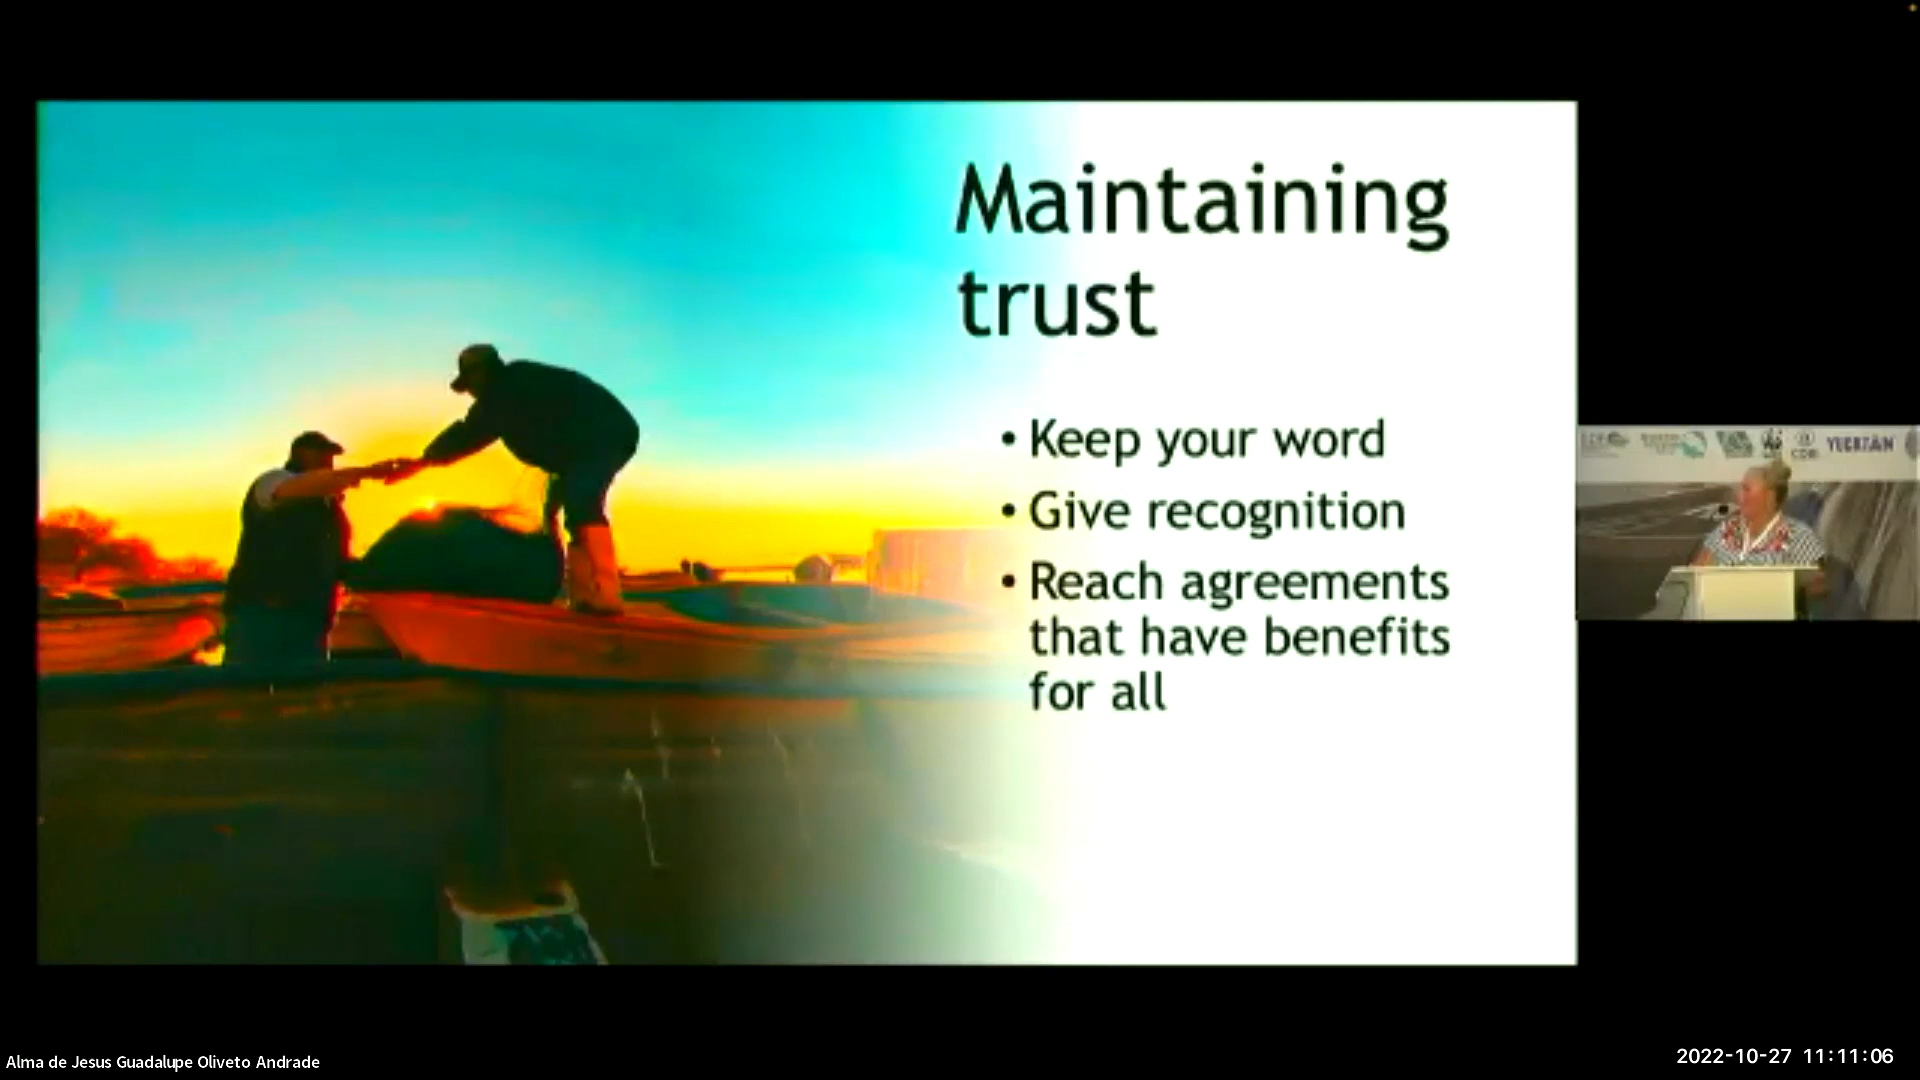 Maintaining
trust
• Keep your word
• Give recognition
• Reach agreements
that have benefits
for all
CDR
YUCATÁN
Alma de Jesus Guadalupe Oliveto Andrade
2022-10-27 11:11:06